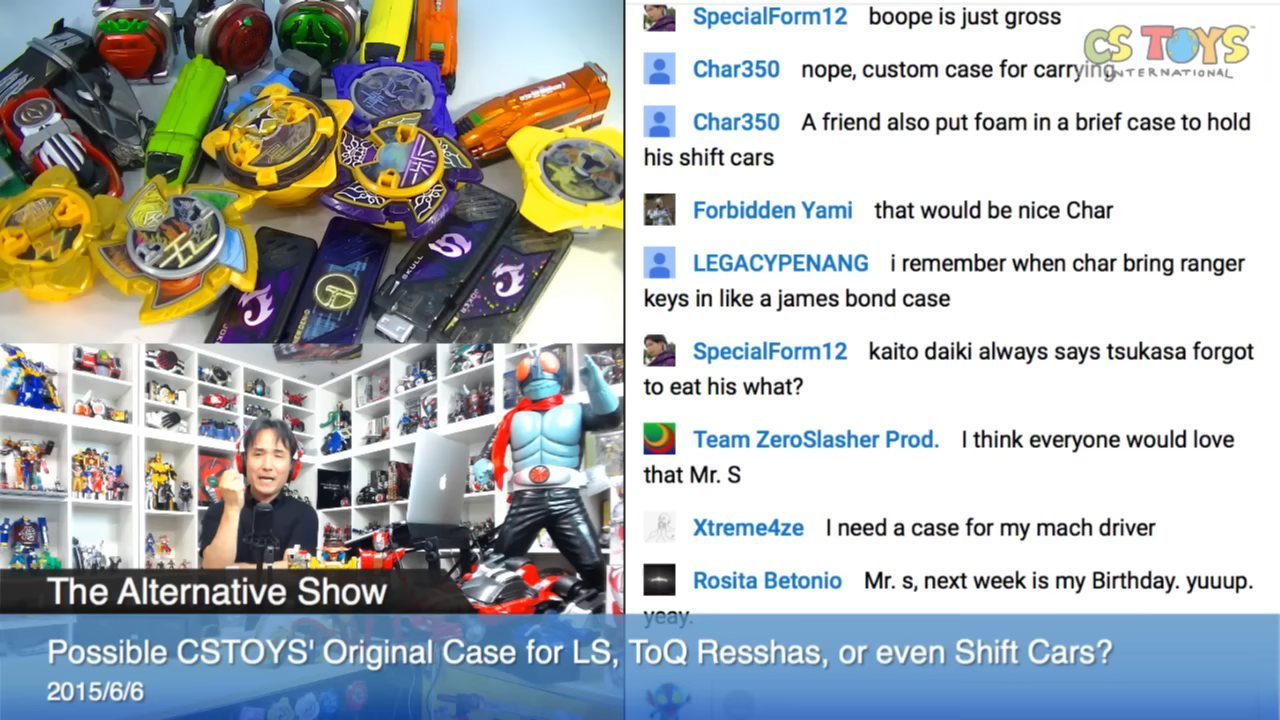 SpecialForm12 boope is just gross
CS TOYS
INTERNATIONAL
Char350 nope, custom case for carrying
Char350 A friend also put foam in a brief case to hold
his shift cars
Forbidden Yami that would be nice Char
LEGACYPENANG i remember when char bring ranger
keys in like a james bond case
SpecialForm12 kaito daiki always says tsukasa forgot
to eat his what?
Team ZeroSlasher Prod. I think everyone would love
that Mr. S
Xtreme4ze I need a case for my mach driver
Rosita Betonio Mr. s, next week is my Birthday. yuuup.
yeay.
SKULL
JOKER
The Alternative Show
Possible CSTOYS' Original Case for LS, ToQ Resshas, or even Shift Cars?
2015/6/6